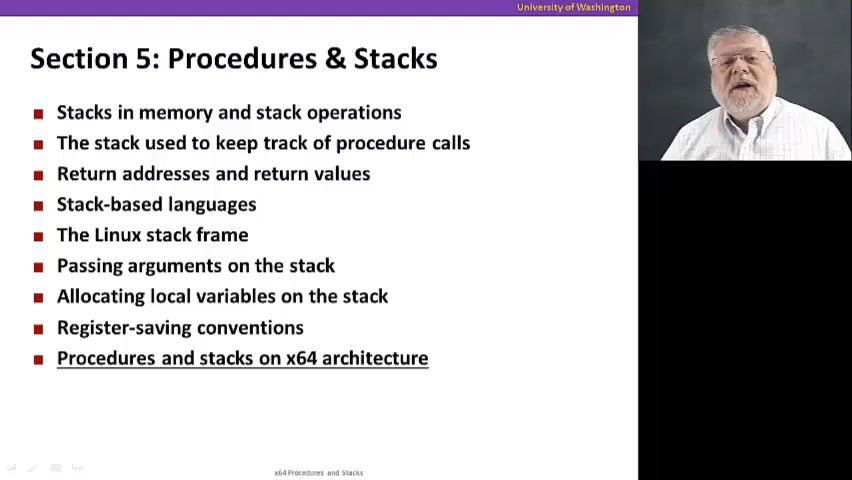 University of Washington
Section 5: Procedures & Stacks
Stacks in memory and stack operations
The stack used to keep track of procedure calls
Return addresses and return values
Stack-based languages
The Linux stack frame
Passing arguments on the stack
Allocating local variables on the stack
Register-saving conventions
Procedures and stacks on x64 architecture
x64 Procedures and Stacks